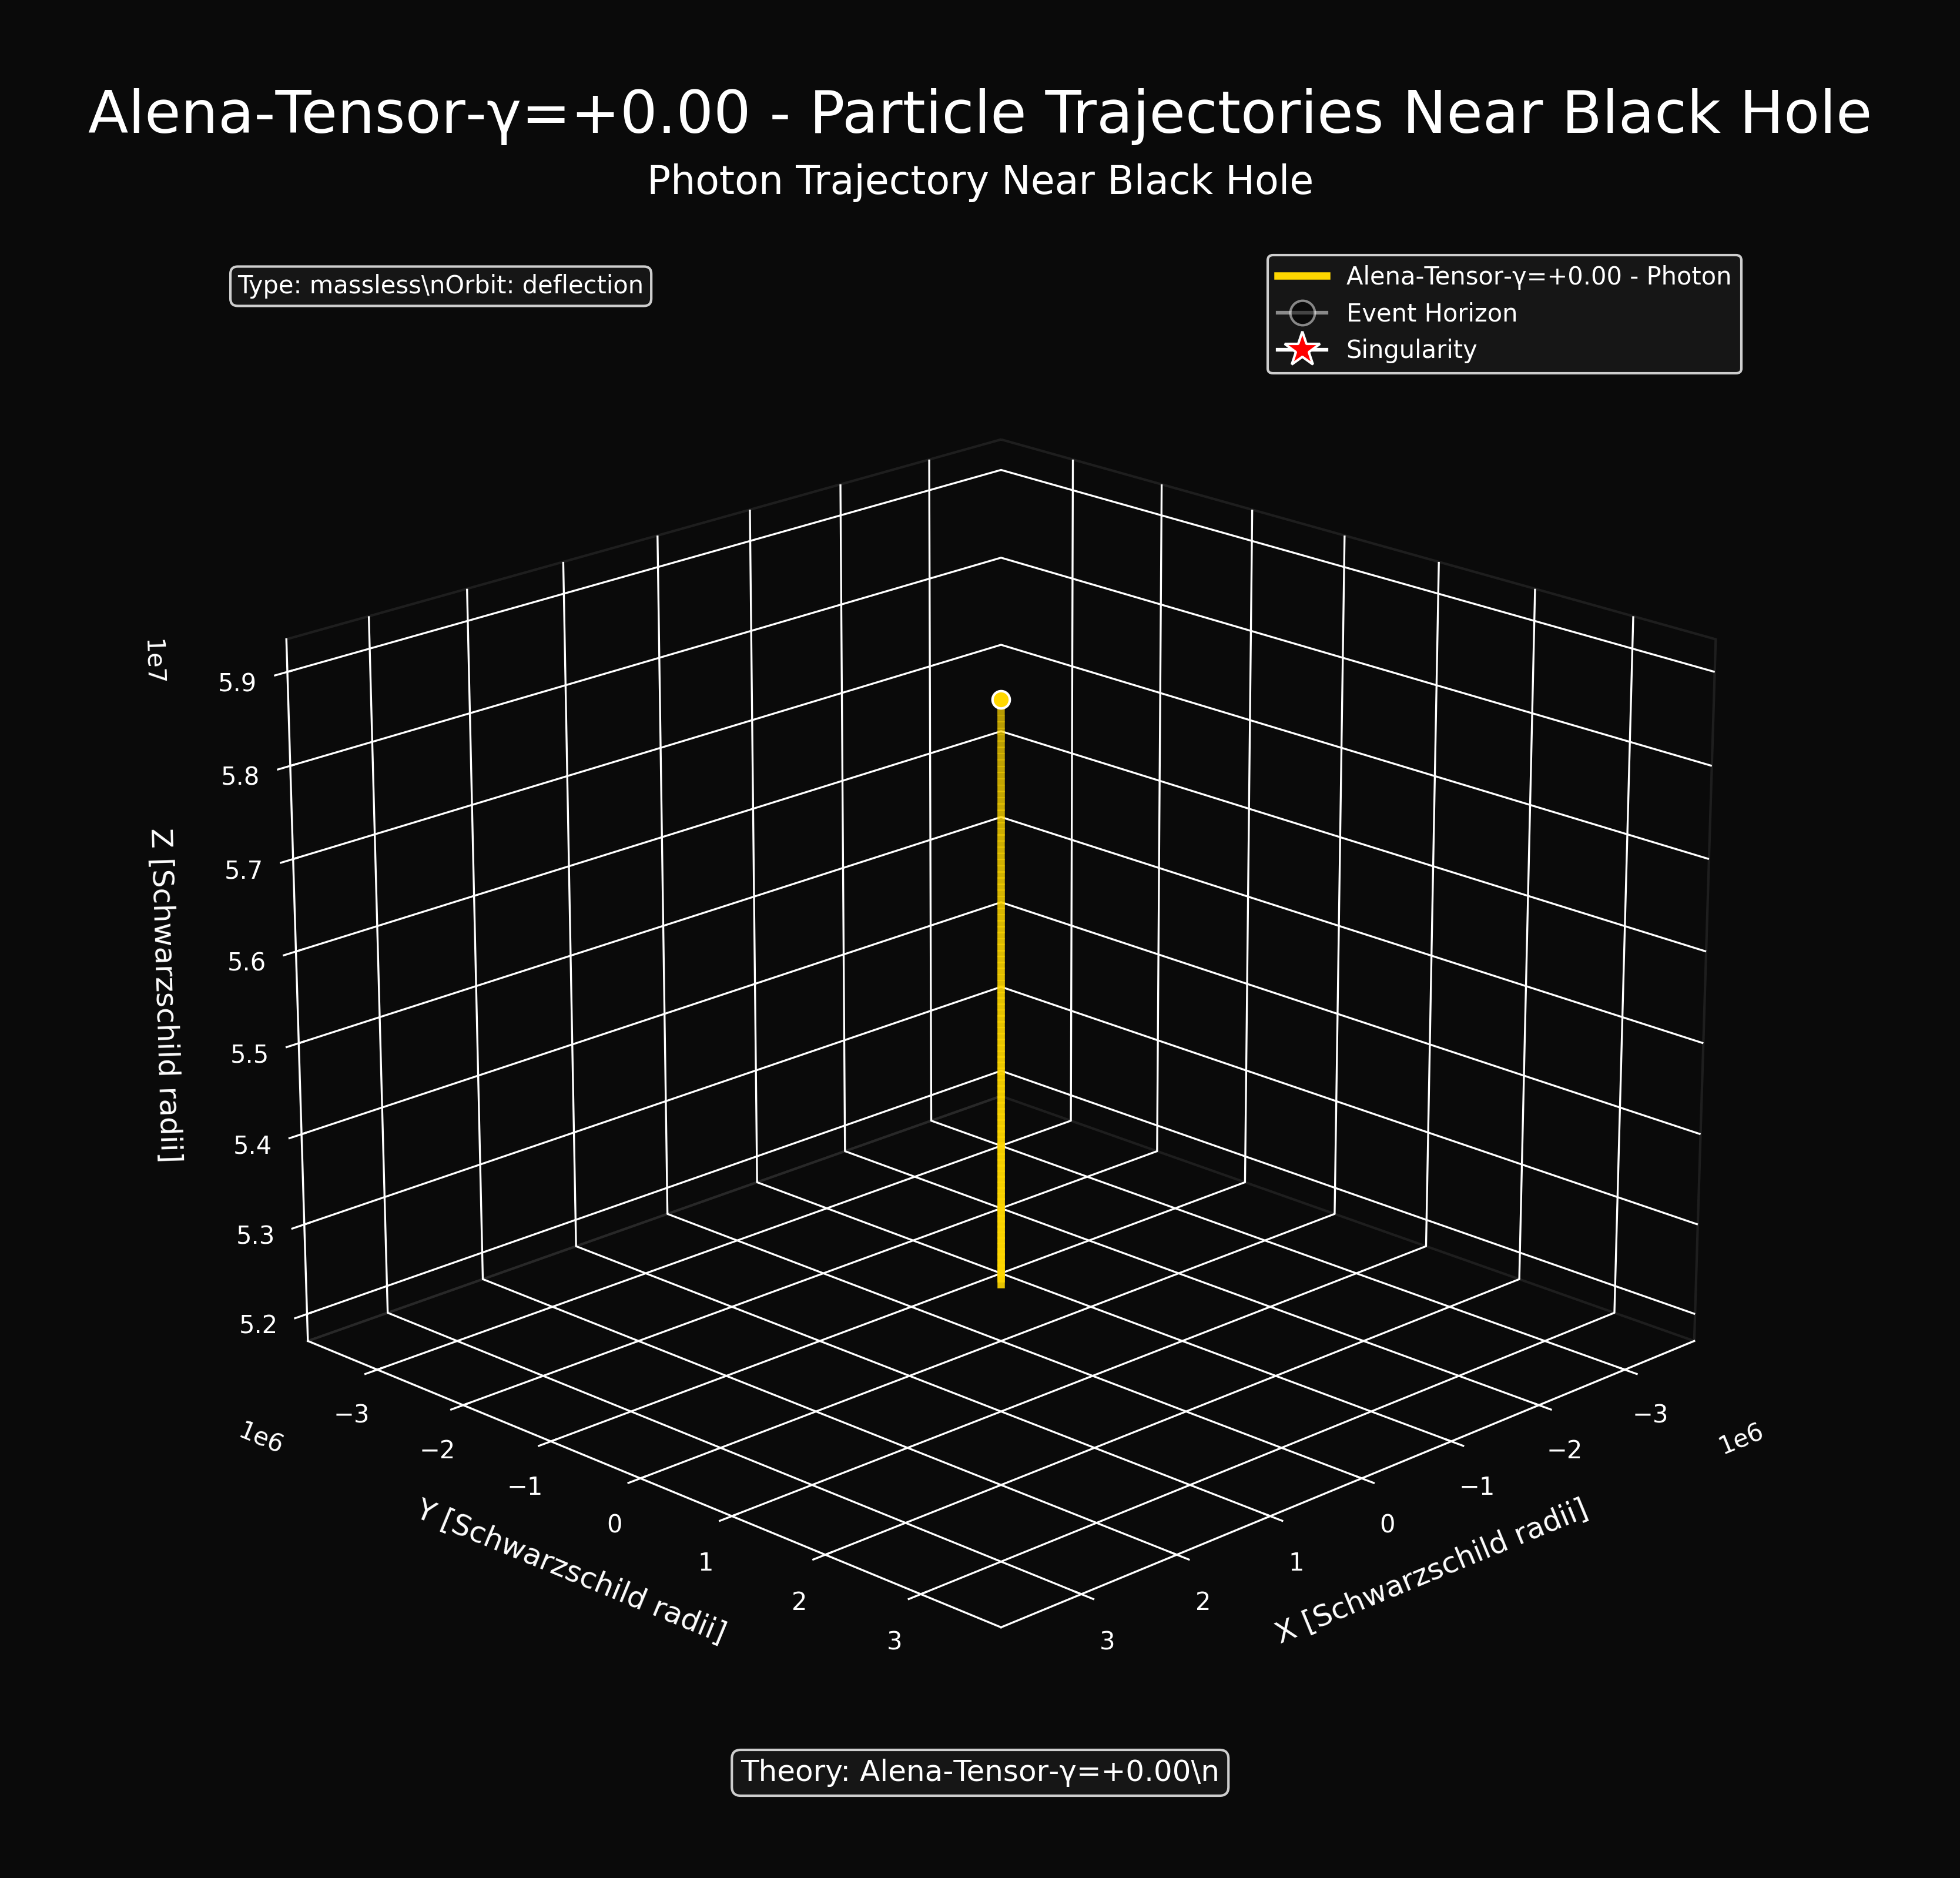 Alena-Tensor-γ=+0.00 - Particle Trajectories Near Black Hole
Photon Trajectory Near Black Hole
Type: massless\nOrbit: deflection
Alena-Tensor-γ=+0.00 - Photon
Event Horizon
Singularity
1e7
5.9
5.8
5.7
5.6
5.5
5.4
5.3
5.2
Z [Schwarzschild radii]
1e6
−3
−2
−1
0
1
2
3
Y [Schwarzschild radii]
3
2
1
0
−1
−2
−3
1e6
X [Schwarzschild radii]
Theory: Alena-Tensor-γ=+0.00\n